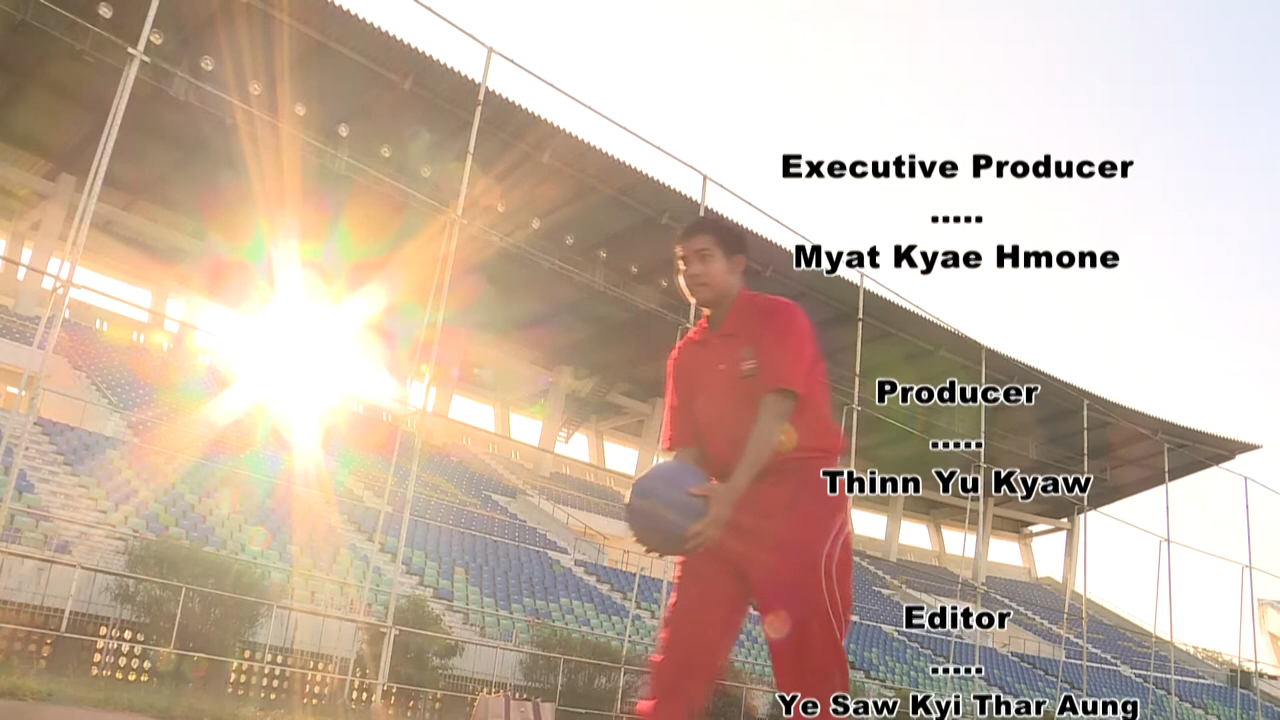 Executive Producer
.....
Myat Kyae Hmone
Producer
.....
Thinn Yu Kyaw
Editor
.....
Ye Saw Kyi Thar Aung